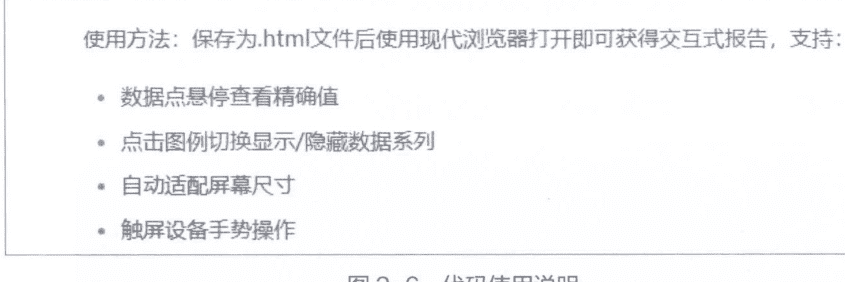 使用方法：保存为.html文件后使用现代浏览器打开即可获得交互式报告，支持：
• 数据点悬停查看精确值
• 点击图例切换显示/隐藏数据系列
• 自动适配屏幕尺寸
• 触屏设备手势操作
图 2-6 代码使用说明